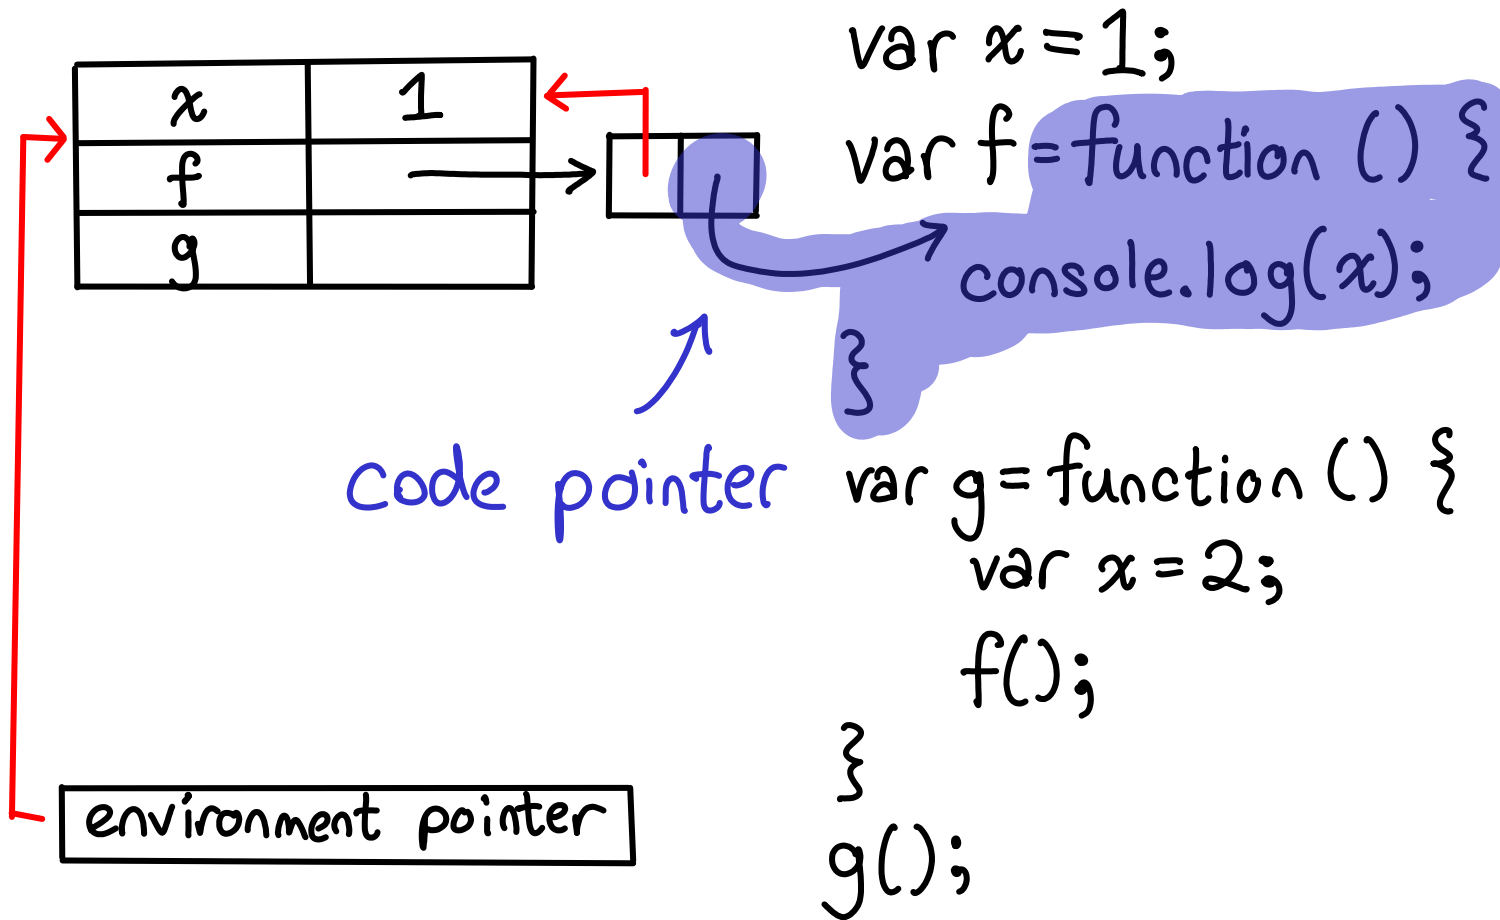 x 1
f
g
code pointer
environment pointer
var x = 1;
var f = function () {
console.log(x);
}
var g = function () {
var x = 2;
f();
}
g();